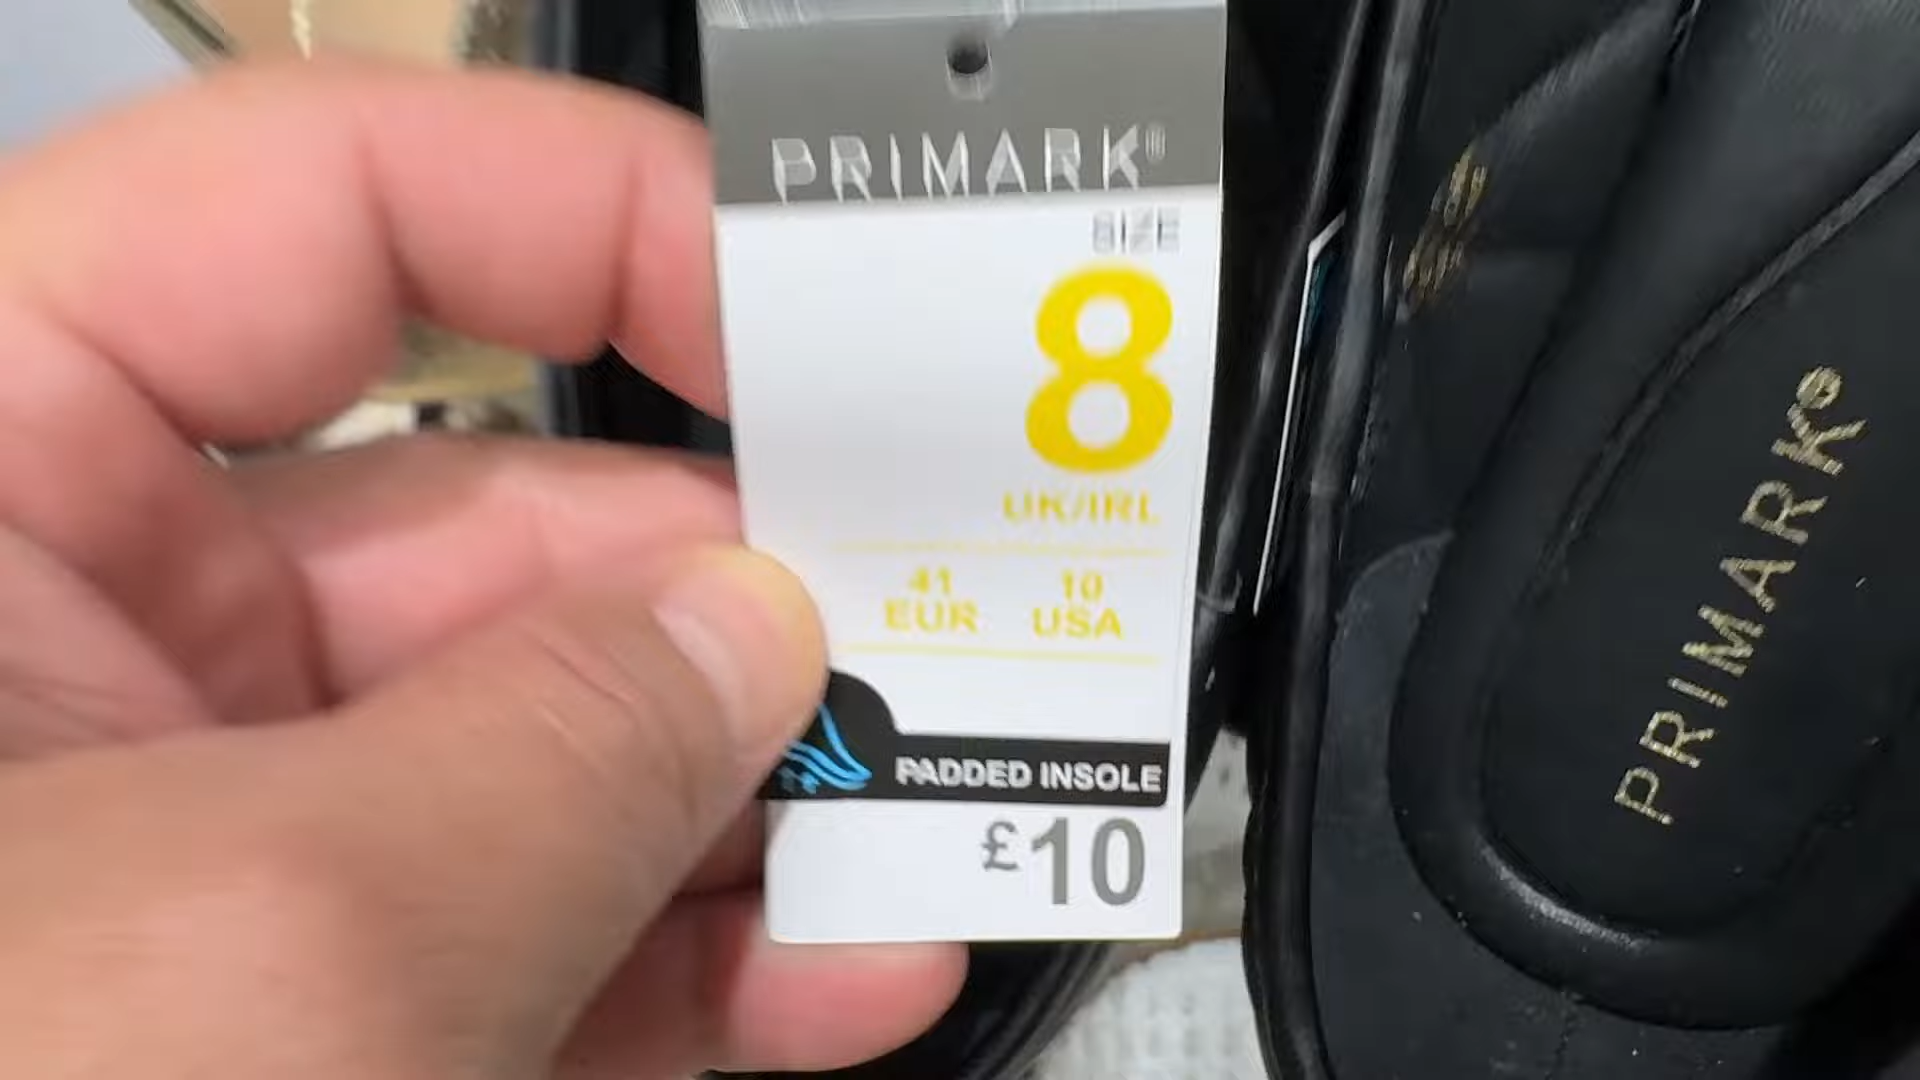 PRIMARK®
SIZE
8
UK/IRL
41 10
EUR USA
PADDED INSOLE
£10
PRIMARK®